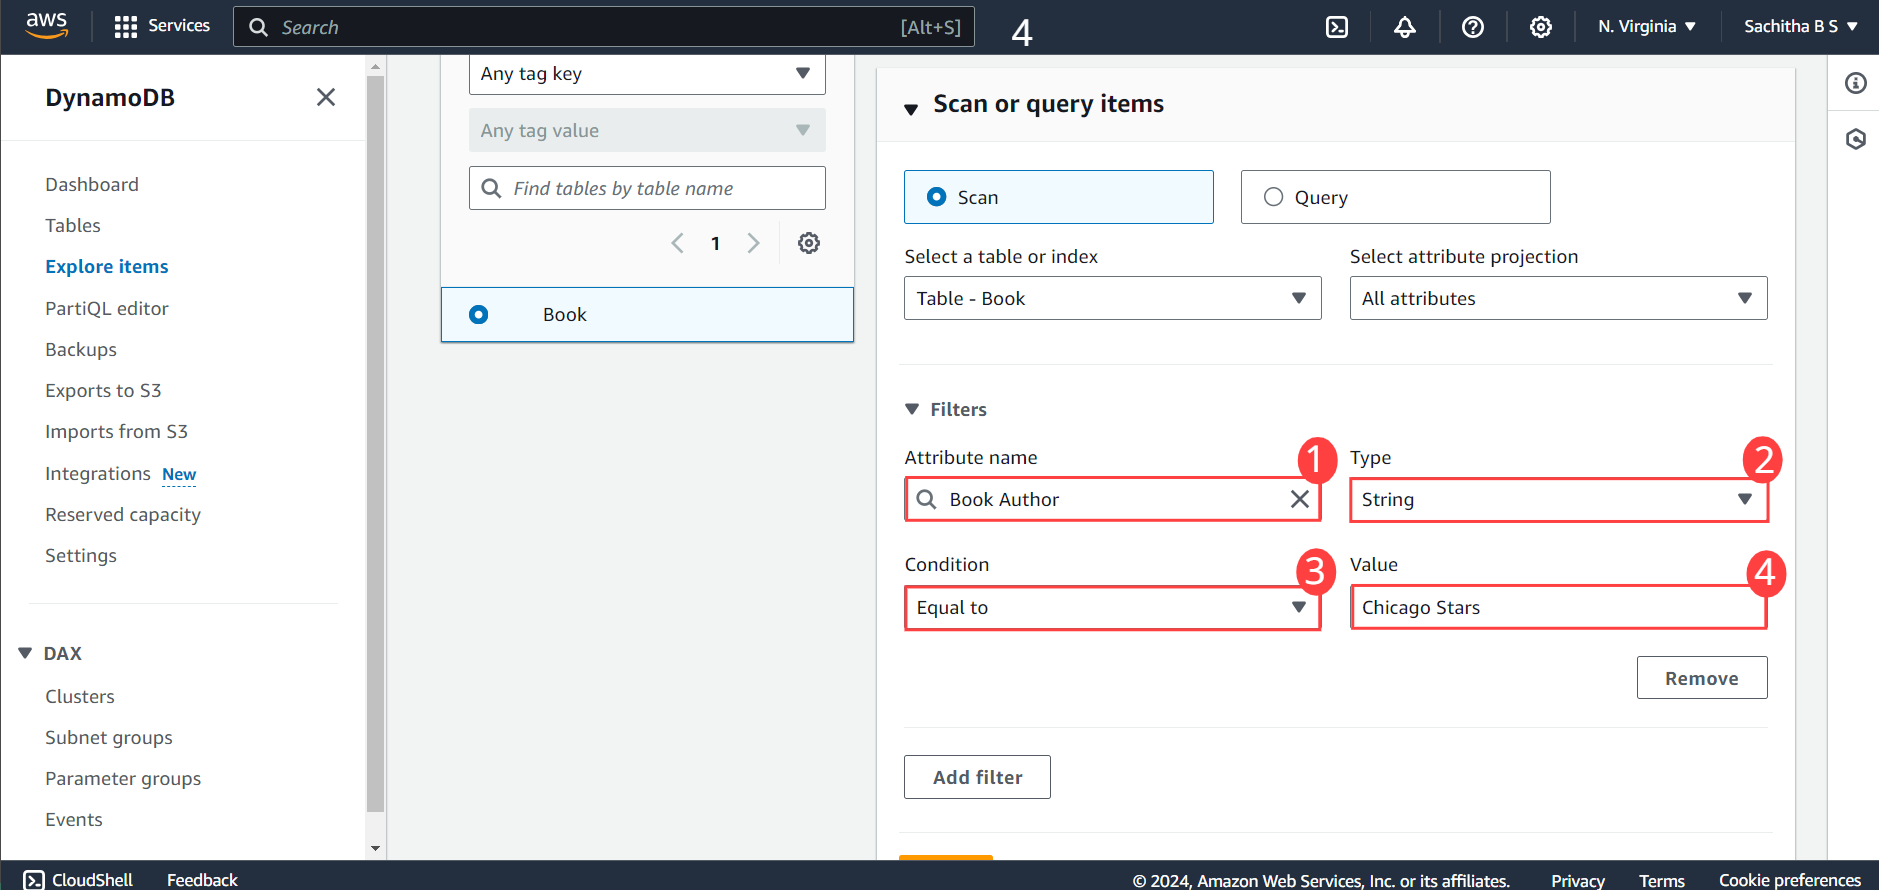 aws
Services
Search
[Alt+S]
4
N. Virginia
Sachitha B S
DynamoDB
Dashboard
Tables
Explore items
PartiQL editor
Backups
Exports to S3
Imports from S3
Integrations New
Reserved capacity
Settings
DAX
Clusters
Subnet groups
Parameter groups
Events
Any tag key
Any tag value
Find tables by table name
1
Book
Scan or query items
Scan
Query
Select a table or index
Select attribute projection
Table - Book
All attributes
Filters
Attribute name
1
Type
2
Book Author
String
Condition
3
Value
4
Equal to
Chicago Stars
Remove
Add filter
CloudShell
Feedback
© 2024, Amazon Web Services, Inc. or its affiliates.
Privacy
Terms
Cookie preferences